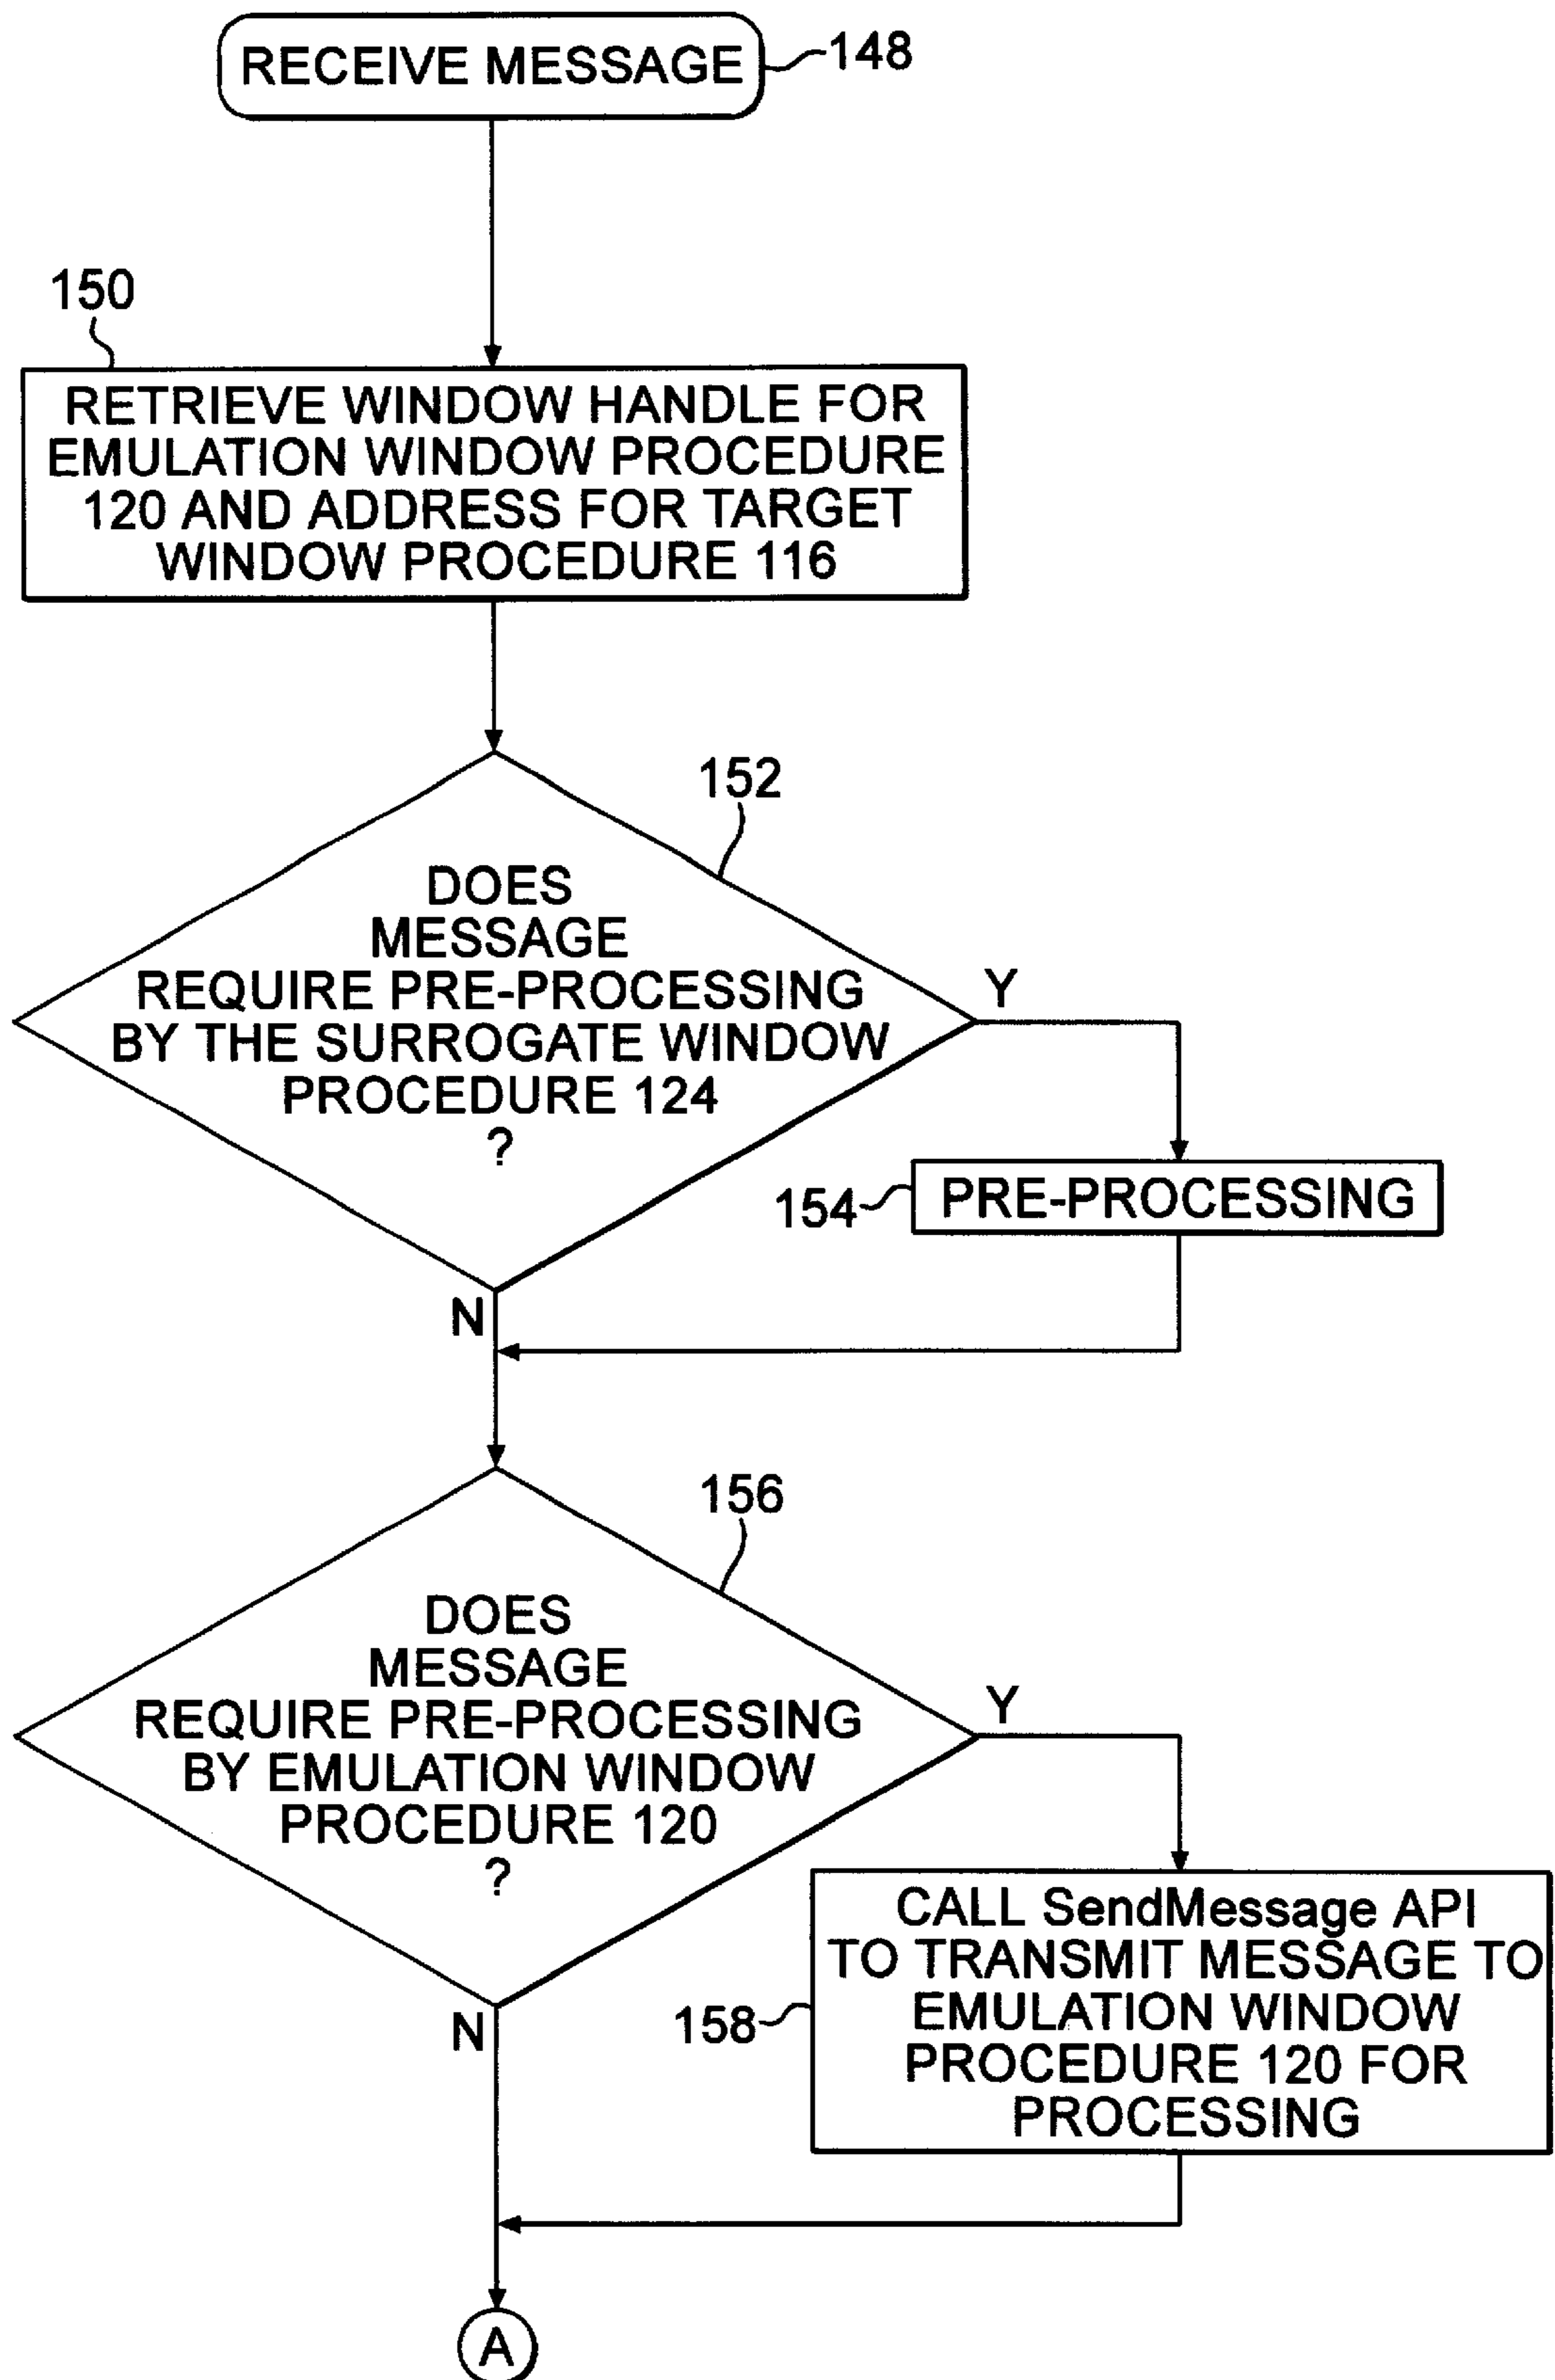 RECEIVE MESSAGE
148
150
RETRIEVE WINDOW HANDLE FOR
EMULATION WINDOW PROCEDURE
120 AND ADDRESS FOR TARGET
WINDOW PROCEDURE 116
152
DOES
MESSAGE
REQUIRE PRE-PROCESSING
BY THE SURROGATE WINDOW
PROCEDURE 124
?
Y
154
PRE-PROCESSING
N
156
DOES
MESSAGE
REQUIRE PRE-PROCESSING
BY EMULATION WINDOW
PROCEDURE 120
?
Y
158
CALL SendMessage API
TO TRANSMIT MESSAGE TO
EMULATION WINDOW
PROCEDURE 120 FOR
PROCESSING
N
A